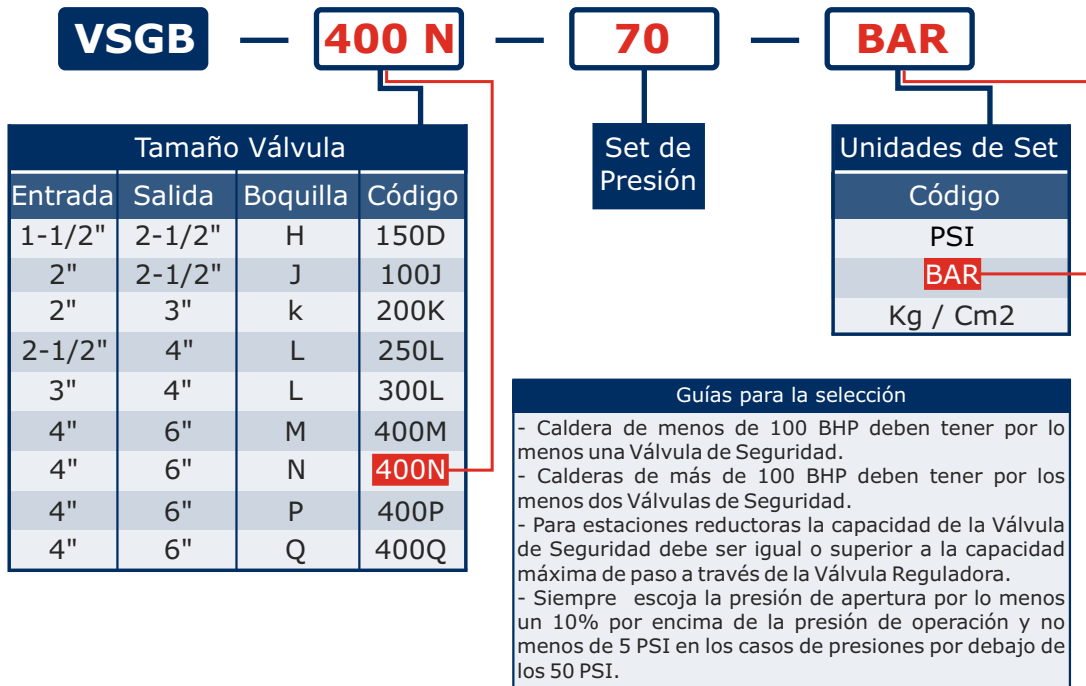 VSGB — 400 N — 70 — BAR
Tamaño Válvula
Entrada Salida Boquilla Código
1-1/2" 2-1/2" H 150D
2" 2-1/2" J 100J
2" 3" k 200K
2-1/2" 4" L 250L
3" 4" L 300L
4" 6" M 400M
4" 6" N 400N
4" 6" P 400P
4" 6" Q 400Q
Set de
Presión
Unidades de Set
Código
PSI
BAR
Kg / Cm2
Guías para la selección
- Caldera de menos de 100 BHP deben tener por lo
menos una Válvula de Seguridad.
- Calderas de más de 100 BHP deben tener por los
menos dos Válvulas de Seguridad.
- Para estaciones reductoras la capacidad de la Válvula
de Seguridad debe ser igual o superior a la capacidad
máxima de paso a través de la Válvula Reguladora.
- Siempre escoja la presión de apertura por lo menos
un 10% por encima de la presión de operación y no
menos de 5 PSI en los casos de presiones por debajo de
los 50 PSI.